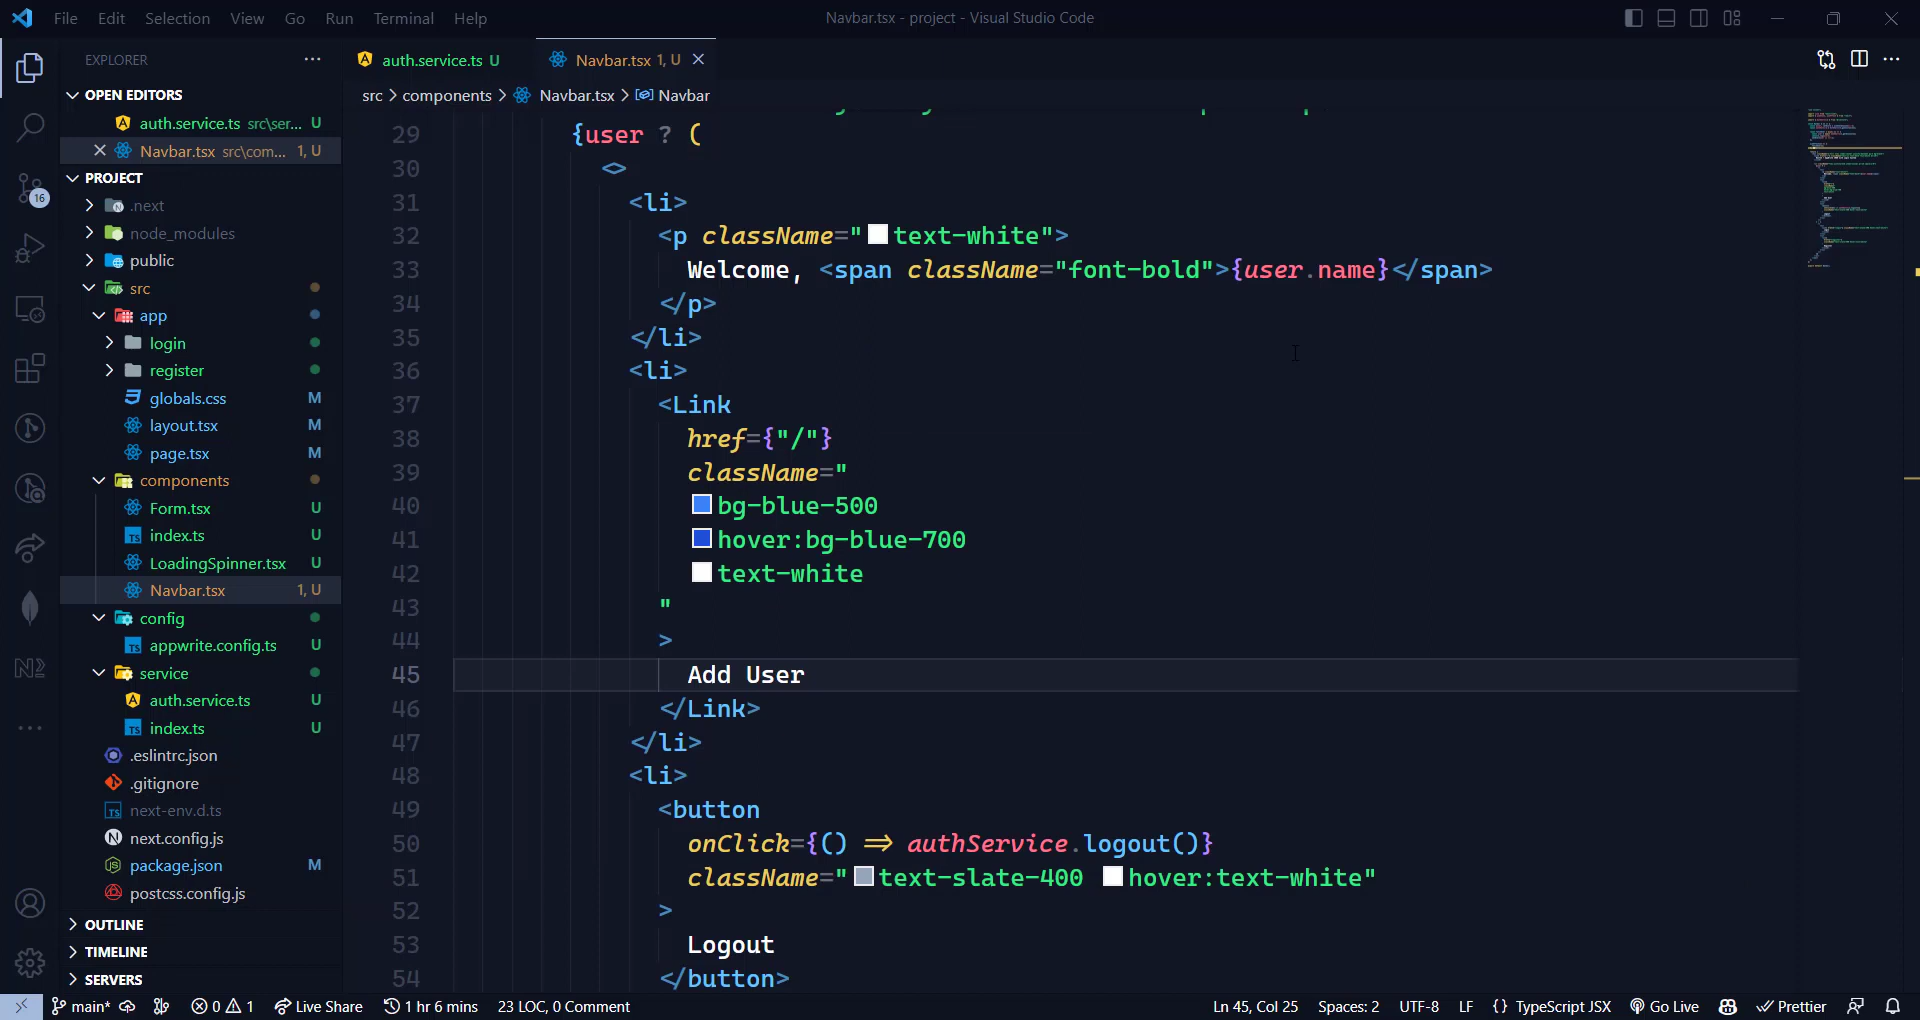 File Edit Selection View Go Run Terminal Help
Navbar.tsx - project - Visual Studio Code
EXPLORER
OPEN EDITORS
auth.service.ts src\ser... U
Navbar.tsx src\com... 1, U
PROJECT
.next
node_modules
public
src
app
login
register
globals.css M
layout.tsx M
page.tsx M
components
Form.tsx U
index.ts U
LoadingSpinner.tsx U
Navbar.tsx 1, U
config
appwrite.config.ts U
service
auth.service.ts U
index.ts U
.eslintrc.json
.gitignore
next-env.d.ts
next.config.js
package.json M
postcss.config.js
OUTLINE
TIMELINE
SERVERS
16
auth.service.ts U
Navbar.tsx 1, U
src > components > Navbar.tsx > Navbar
29 {user ? (
30 <>
31 <li>
32 <p className="text-white">
33 Welcome, <span className="font-bold">{user.name}</span>
34 </p>
35 </li>
36 <li>
37 <Link
38 href={"/"}
39 className="
40 bg-blue-500
41 hover:bg-blue-700
42 text-white
43 "
44 >
45 Add User
46 </Link>
47 </li>
48 <li>
49 <button
50 onClick={() => authService.logout()}
51 className="text-slate-400 hover:text-white"
52 >
53 Logout
54 </button>
main* 0 1 Live Share 1 hr 6 mins 23 LOC, 0 Comment
Ln 45, Col 25 Spaces: 2 UTF-8 LF {} TypeScript JSX Go Live Prettier